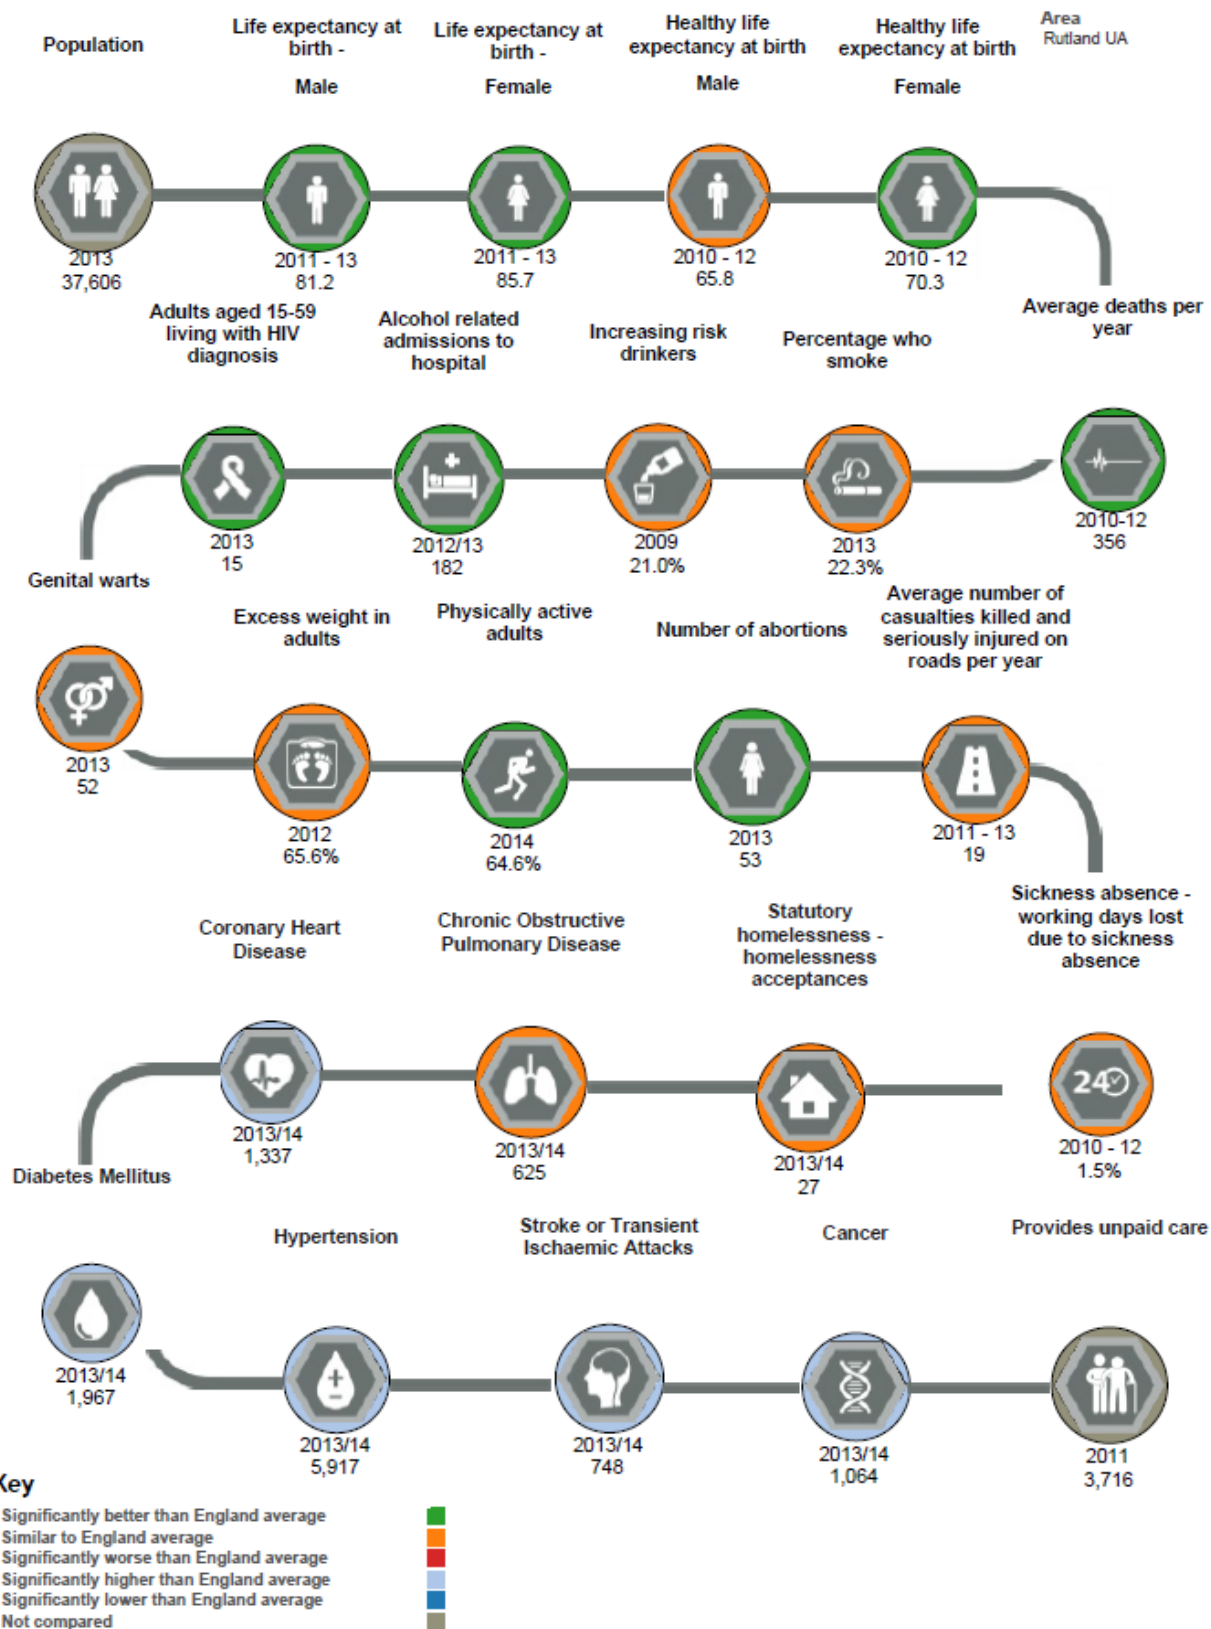 Area
Rutland UA
Population
Life expectancy at
birth -
Male
Life expectancy at
birth -
Female
Healthy life
expectancy at birth
Male
Healthy life
expectancy at birth
Female
2013
37,606
2011 - 13
81.2
2011 - 13
85.7
2010 - 12
65.8
2010 - 12
70.3
Adults aged 15-59
living with HIV
diagnosis
Alcohol related
admissions to
hospital
Increasing risk
drinkers
Percentage who
smoke
Average deaths per
year
2013
15
2012/13
182
2009
21.0%
2013
22.3%
2010-12
356
Genital warts
Excess weight in
adults
Physically active
adults
Number of abortions
Average number of
casualties killed and
seriously injured on
roads per year
2013
52
2012
65.6%
2014
64.6%
2013
53
2011 - 13
19
Coronary Heart
Disease
Chronic Obstructive
Pulmonary Disease
Statutory
homelessness -
homelessness
acceptances
Sickness absence -
working days lost
due to sickness
absence
24
2013/14
1,337
2013/14
625
2013/14
27
2010 - 12
1.5%
Diabetes Mellitus
Hypertension
Stroke or Transient
Ischaemic Attacks
Cancer
Provides unpaid care
2013/14
1,967
2013/14
5,917
2013/14
748
2013/14
1,064
2011
3,716
Key
Significantly better than England average
Similar to England average
Significantly worse than England average
Significantly higher than England average
Significantly lower than England average
Not compared